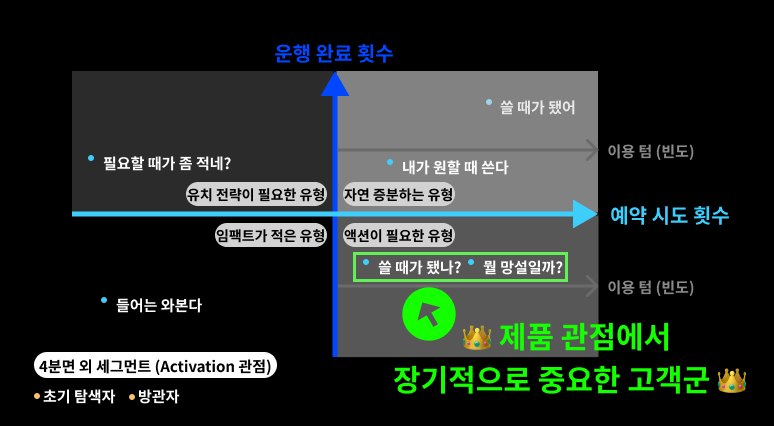 운행 완료 횟수
쓸 때가 됐어
이용 텀 (빈도)
필요할 때가 좀 적네?
내가 원할 때 쓴다
유치 전략이 필요한 유형
자연 증분하는 유형
예약 시도 횟수
임팩트가 적은 유형
액션이 필요한 유형
쓸 때가 됐나?
뭘 망설일까?
이용 텀 (빈도)
들어는 와본다
제품 관점에서
장기적으로 중요한 고객군
4분면 외 세그먼트 (Activation 관점)
초기 탐색자
방관자